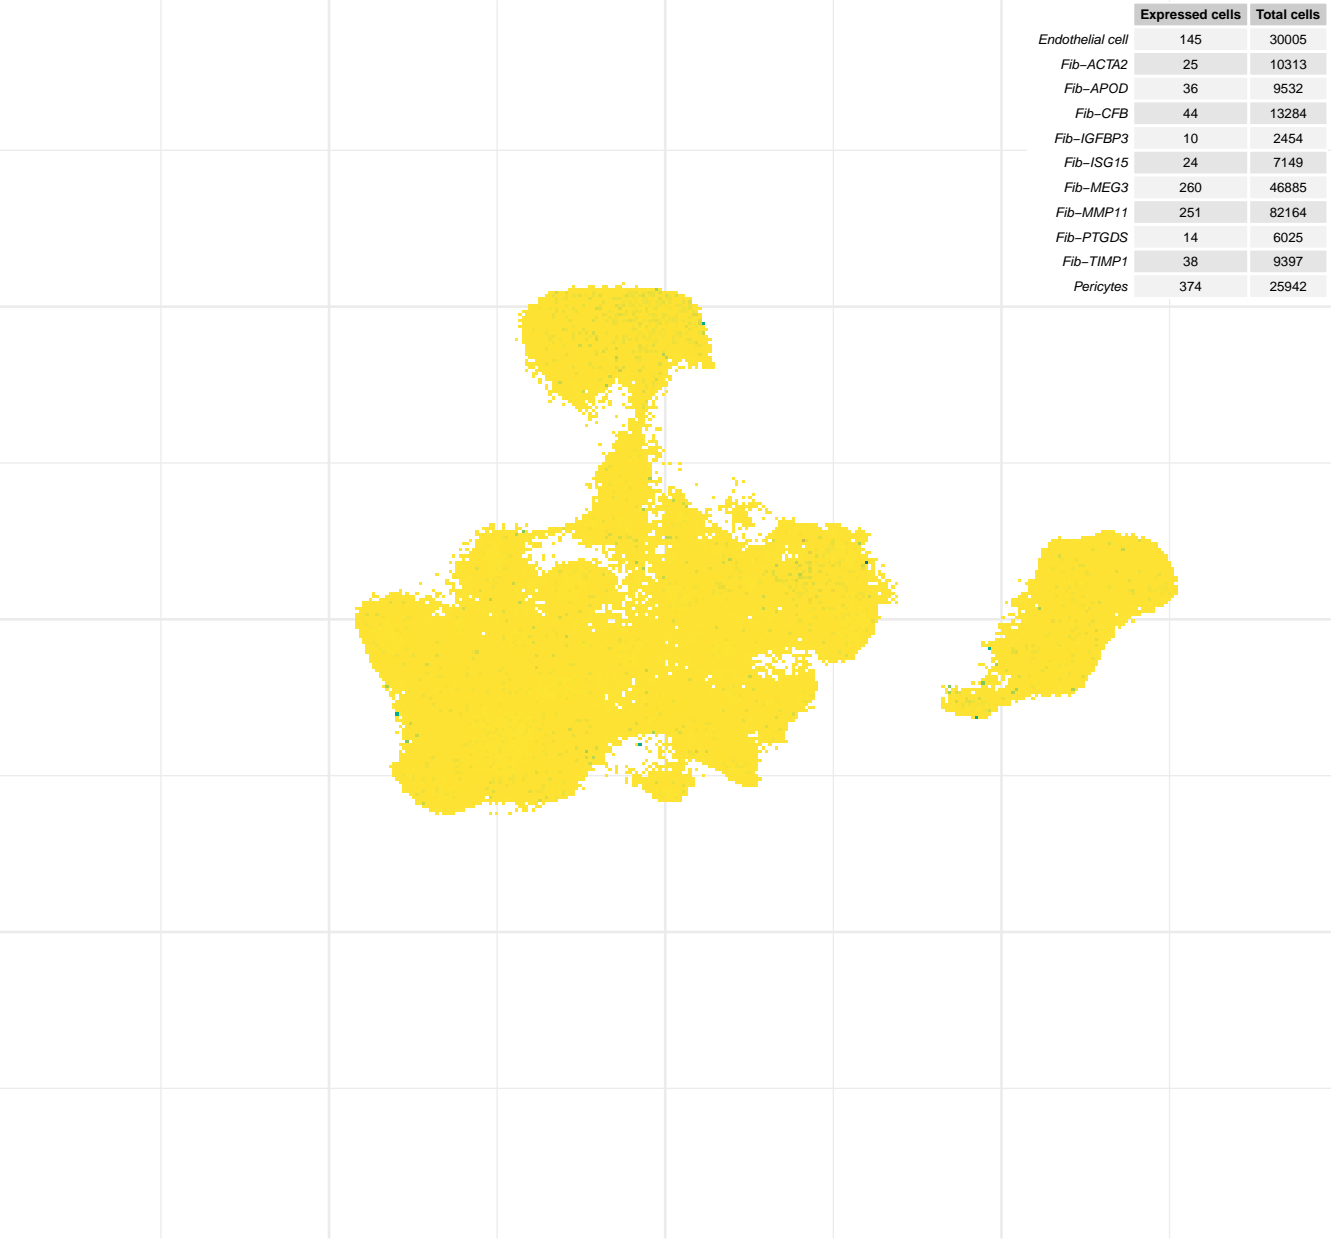 Expressed cells Total cells
Endothelial cell 145 30005
Fib−ACTA2 25 10313
Fib−APOD 36 9532
Fib−CFB 44 13284
Fib−IGFBP3 10 2454
Fib−ISG15 24 7149
Fib−MEG3 260 46885
Fib−MMP11 251 82164
Fib−PTGDS 14 6025
Fib−TIMP1 38 9397
Pericytes 374 25942